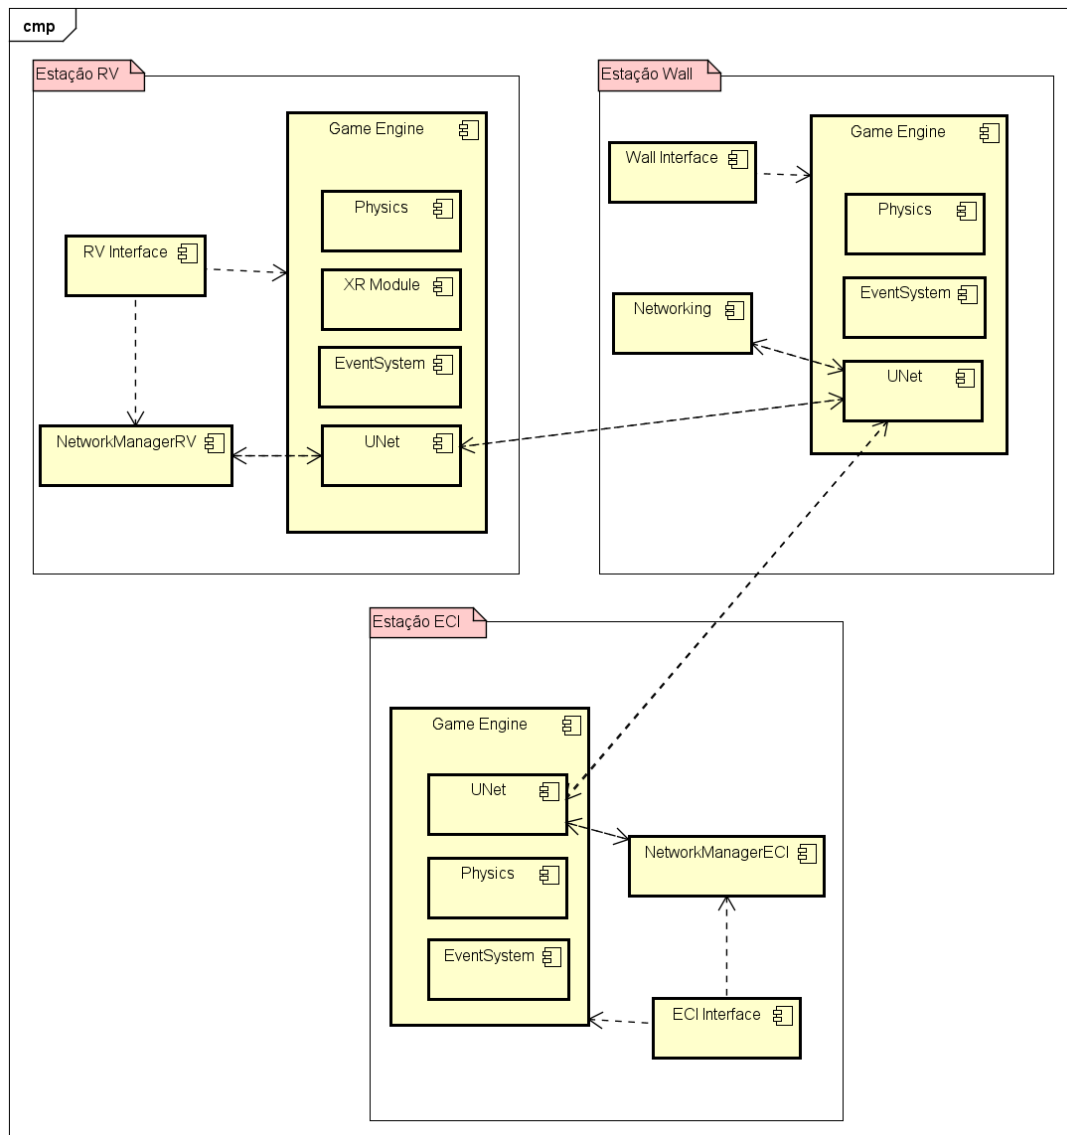 cmp
Estação RV
Game Engine
Physics
RV Interface
XR Module
EventSystem
NetworkManagerRV
UNet
Estação Wall
Game Engine
Wall Interface
Physics
EventSystem
Networking
UNet
Estação ECI
Game Engine
UNet
NetworkManagerECI
Physics
EventSystem
ECI Interface